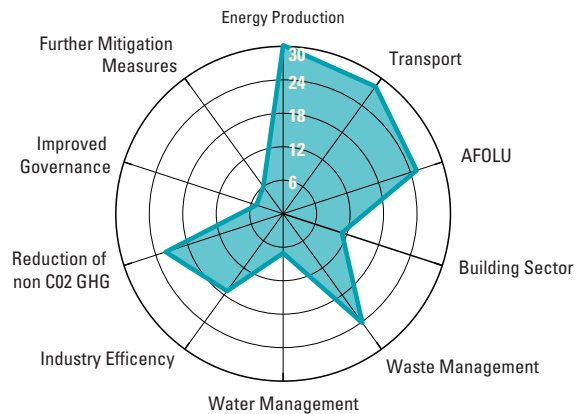 Energy Production
Transport
AFOLU
Building Sector
Waste Management
Water Management
Industry Efficency
Reduction of
non C02 GHG
Improved
Governance
Further Mitigation
Measures
30
24
18
12
6